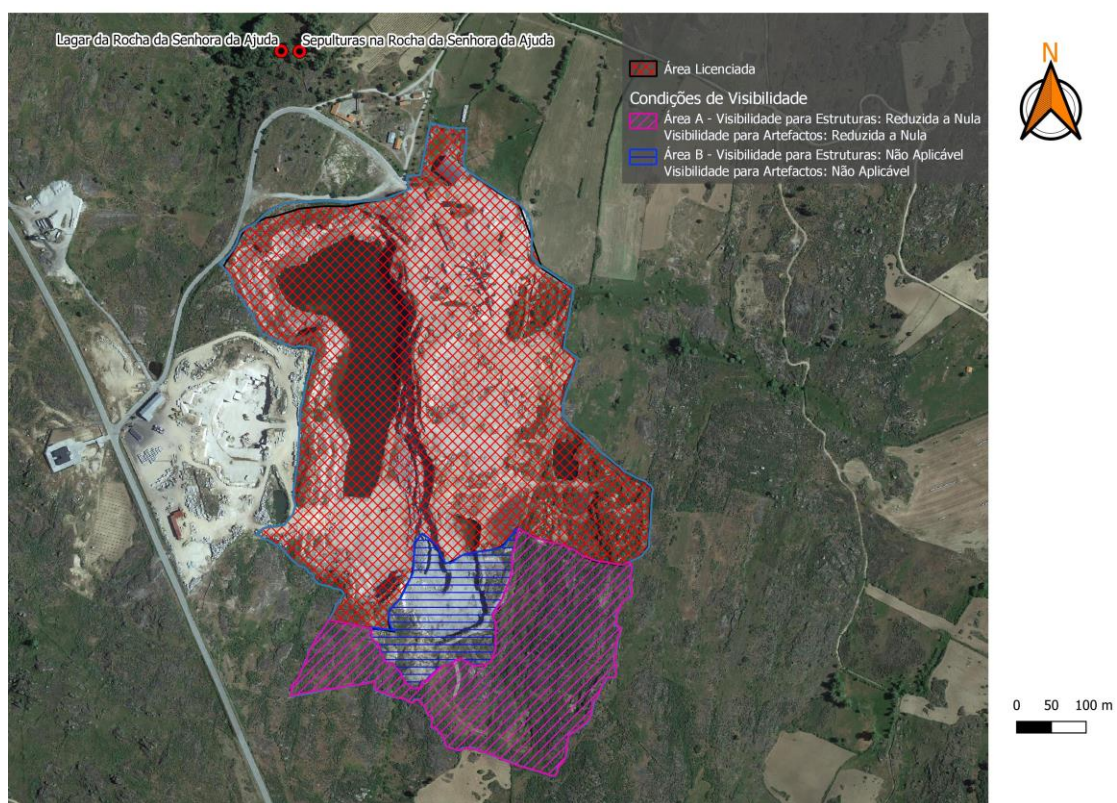 Lagar da Rocha da Senhora da Ajuda
Sepulturas na Rocha da Senhora da Ajuda
Área Licenciada
Condições de Visibilidade
Área A - Visibilidade para Estruturas: Reduzida a Nula
Visibilidade para Artefactos: Reduzida a Nula
Área B - Visibilidade para Estruturas: Não Aplicável
Visibilidade para Artefactos: Não Aplicável
N
0 50 100 m